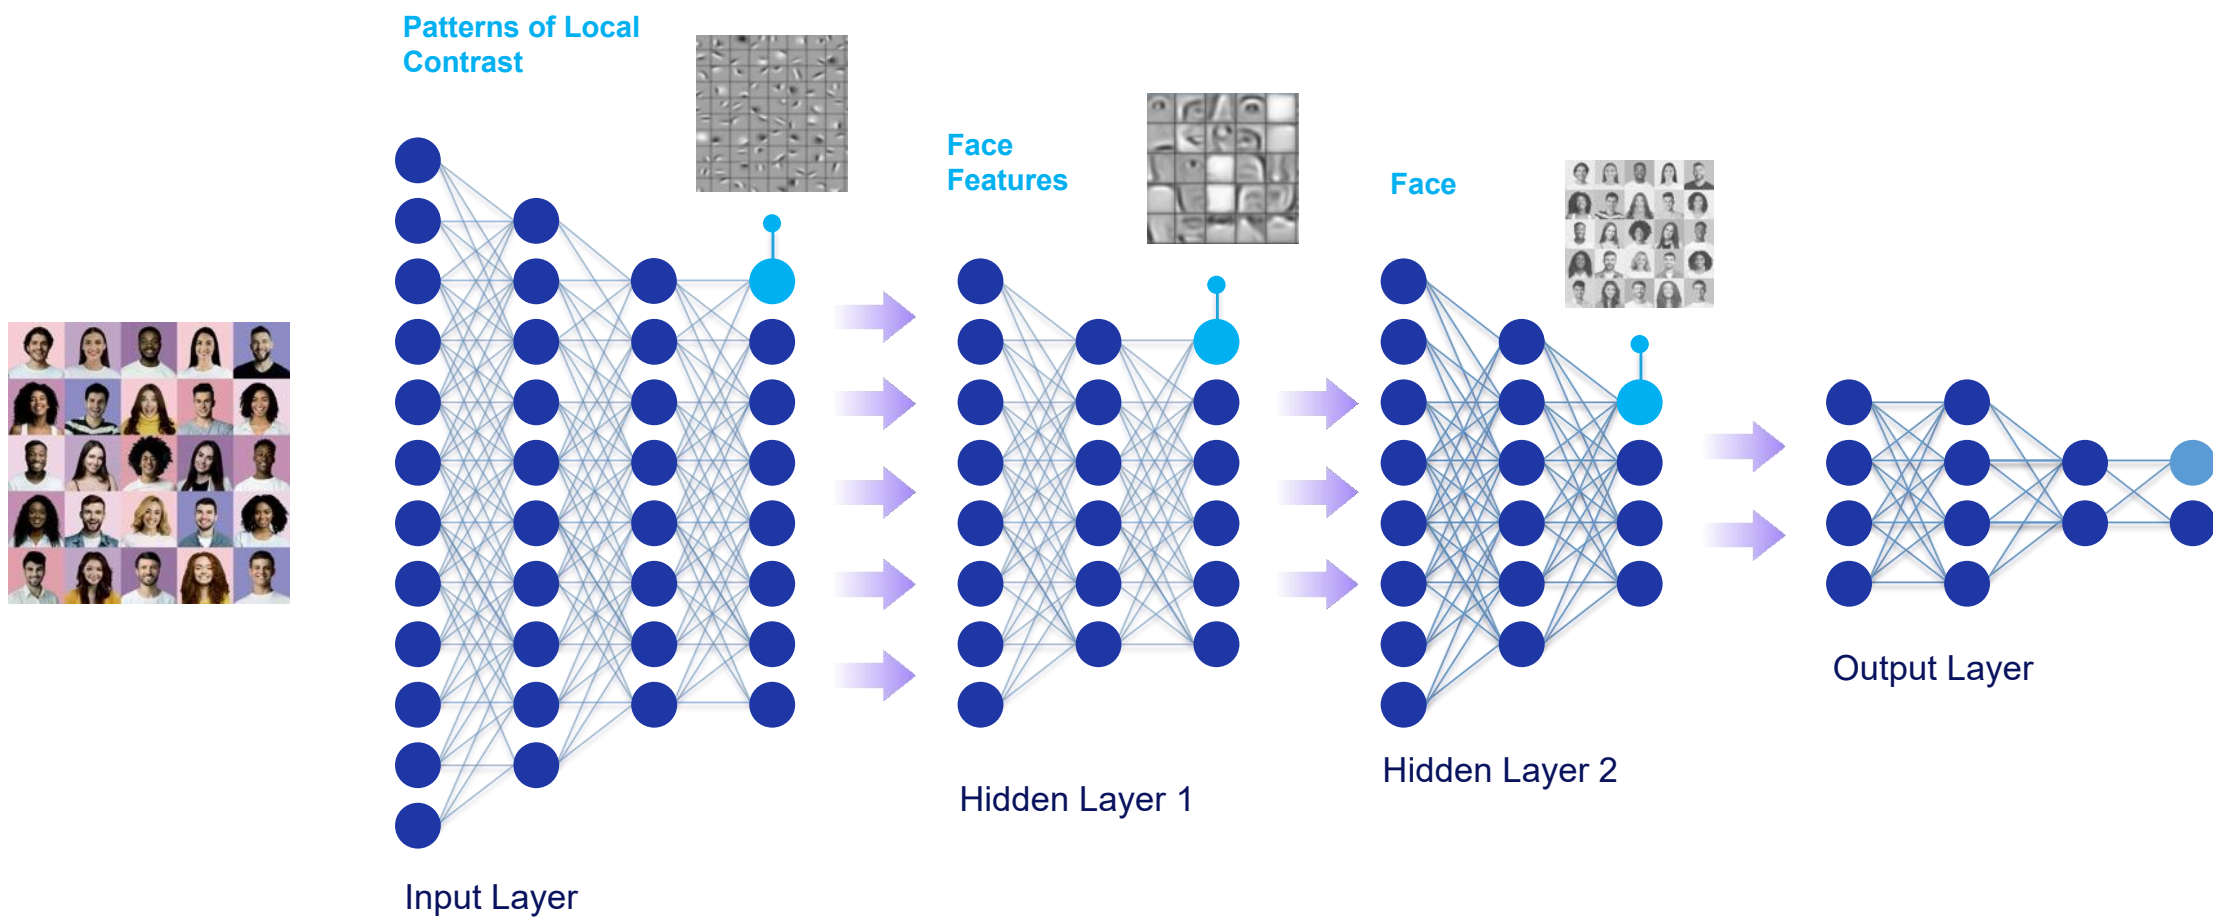 Patterns of Local
Contrast
Face
Features
Face
Input Layer
Hidden Layer 1
Hidden Layer 2
Output Layer